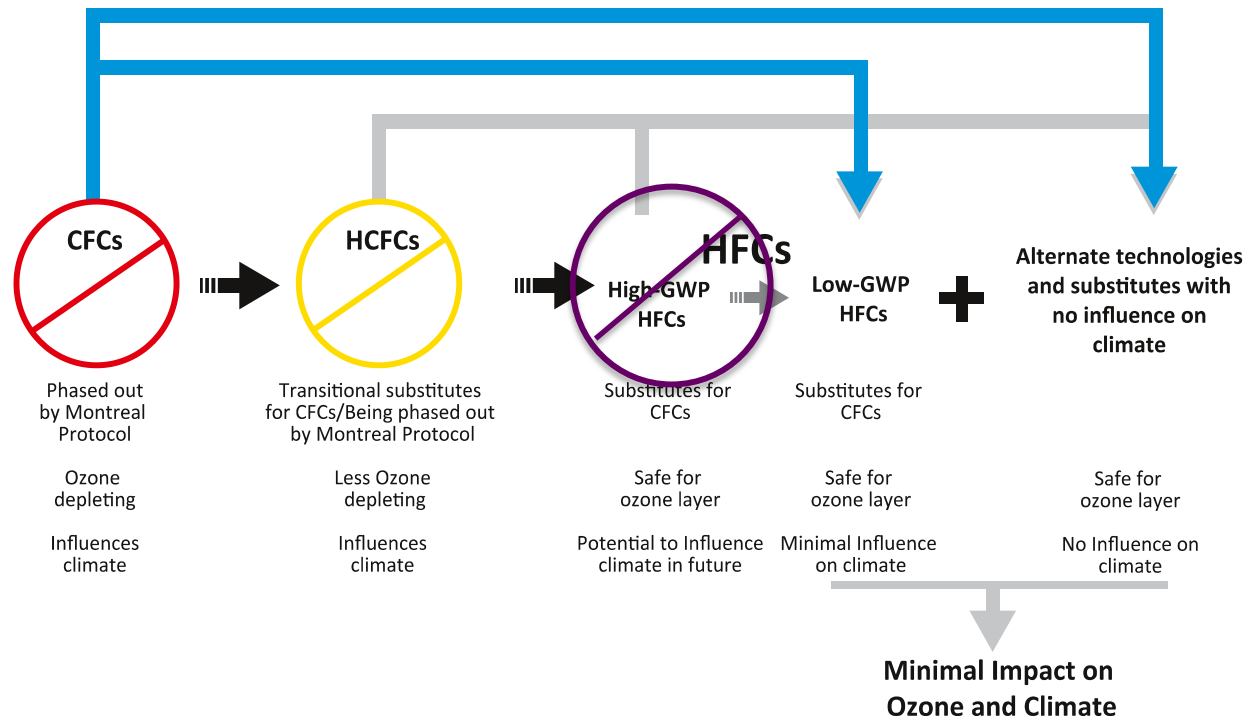 CFCs
HCFCs
HFCs
High-GWP
HFCs
Low-GWP
HFCs
Alternate technologies
and substitutes with
no influence on
climate
Phased out
by Montreal
Protocol
Ozone
depleting
Influences
climate
Transitional substitutes
for CFCs/Being phased out
by Montreal Protocol
Less Ozone
depleting
Influences
climate
Substitutes for
CFCs
Safe for
ozone layer
Potential to Influence
climate in future
Substitutes for
CFCs
Safe for
ozone layer
Minimal Influence
on climate
Safe for
ozone layer
No Influence on
climate
Minimal Impact on
Ozone and Climate